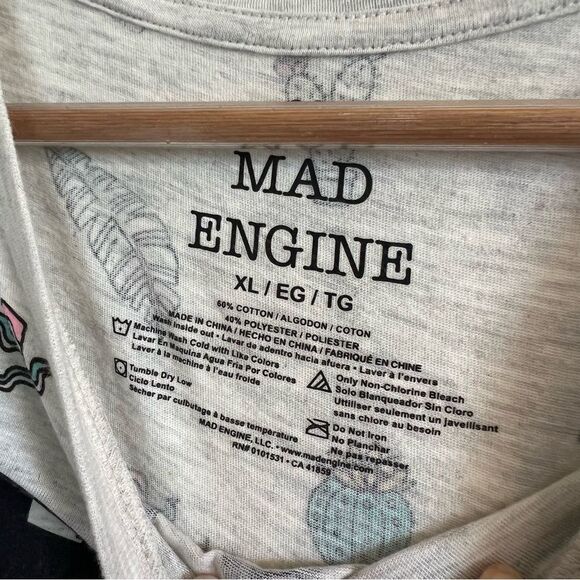 MAD
ENGINE
XL / EG / TG
60% COTTON / ALGODON / COTON
40% POLYESTER / POLIESTER
MADE IN CHINA / HECHO EN CHINA / FABRIQUÉ EN CHINE
Wash inside out • Lavar de adentro hacia afuera • Laver à l'envers
Machine Wash Cold with Like Colors
Lavar En Maquina Agua Fria Por Colores
Laver à la machine à l'eau froide
Only Non-Chlorine Bleach
Solo Blanqueador Sin Cloro
Utiliser seulement un javellisant
sans chlore au besoin
Tumble Dry Low
Ciclo Lento
Sécher par culbutage à basse température
Do Not Iron
No Planchar
Ne pas repasser
MAD ENGINE, LLC. • www.madengine.com
RN# 0101531 • CA 41859